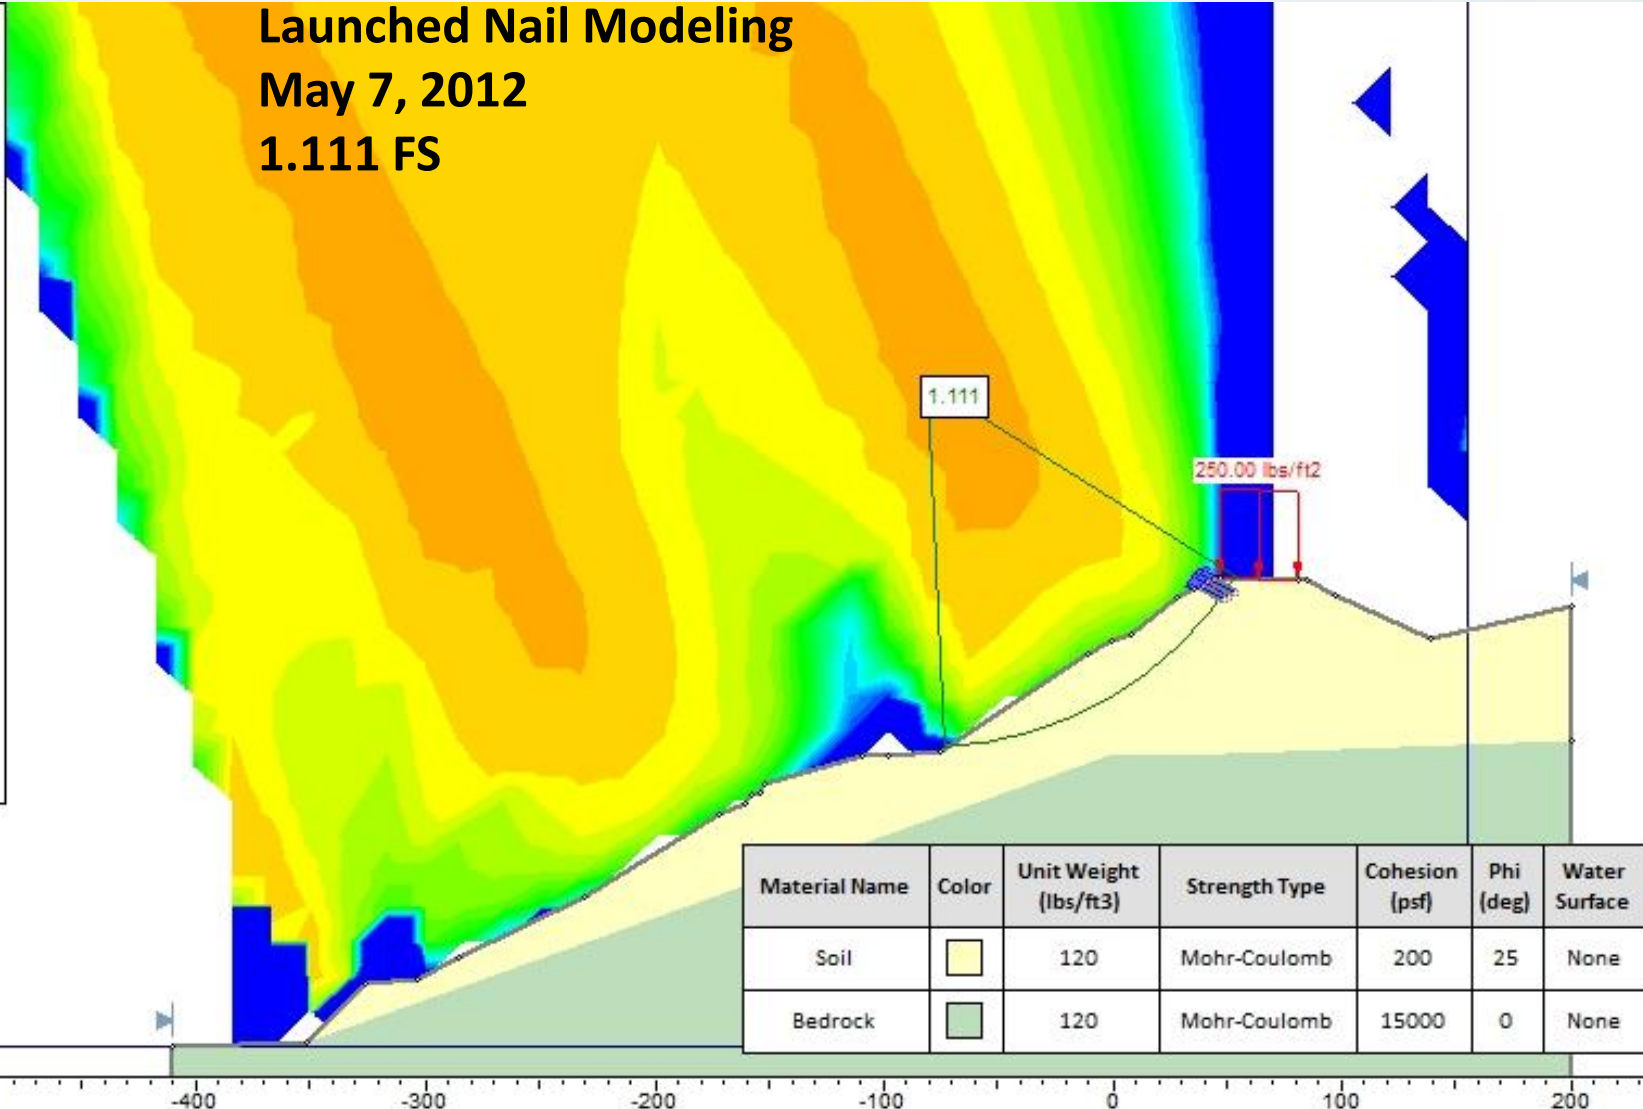 Launched Nail Modeling
May 7, 2012
1.111 FS
1.111
250.00 lbs/ft2
Material Name Color Unit Weight (lbs/ft3) Strength Type Cohesion (psf) Phi (deg) Water Surface
Soil 120 Mohr-Coulomb 200 25 None
Bedrock 120 Mohr-Coulomb 15000 0 None
-400 -300 -200 -100 0 100 200